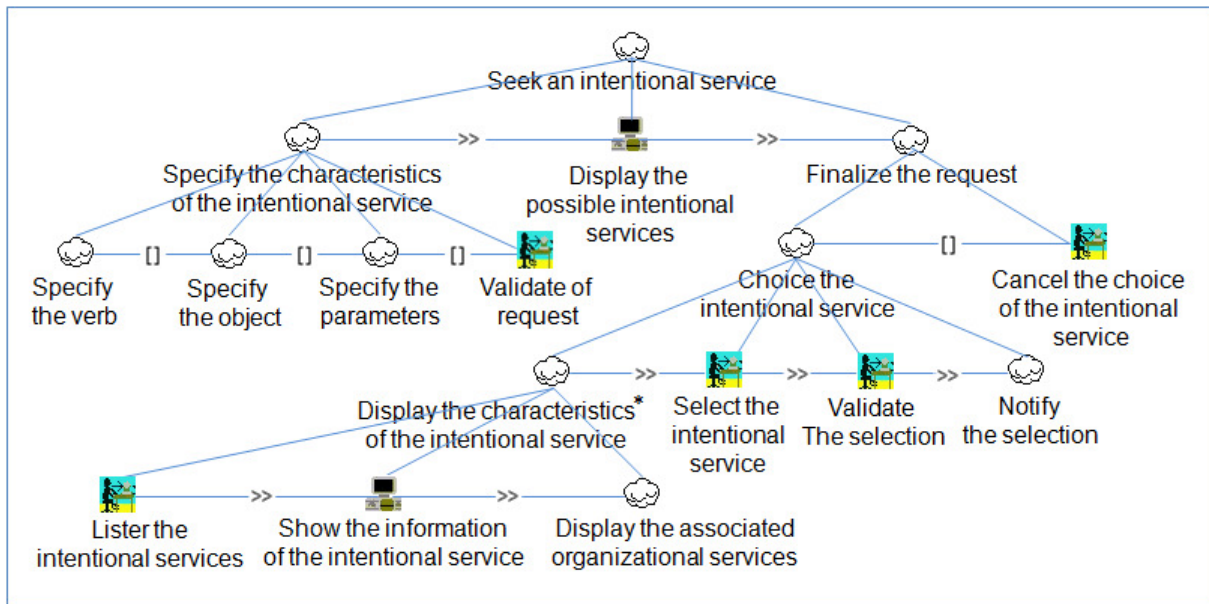 Seek an intentional service
>>
>>
Specify the characteristics
of the intentional service
Display the
possible intentional
services
Finalize the request
[]
[]
[]
[]
Specify
the verb
Specify
the object
Specify the
parameters
Validate of
request
Choice the
intentional service
Cancel the choice
of the intentional
service
>>
>>
>>
Display the characteristics*
of the intentional service
Select the
intentional
service
Validate
The selection
Notify
the selection
>>
>>
Lister the
intentional services
Show the information
of the intentional service
Display the associated
organizational services